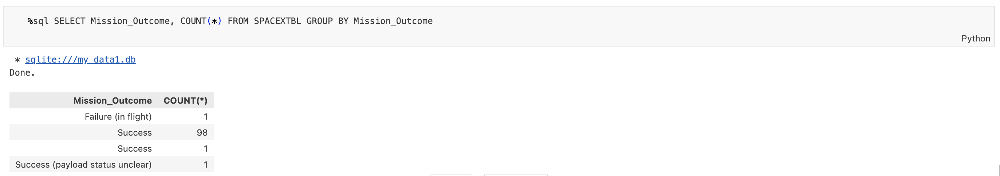 %sql SELECT Mission_Outcome, COUNT(*) FROM SPACEXTBL GROUP BY Mission_Outcome
Python
* sqlite:///my_data1.db
Done.
Mission_Outcome COUNT(*)
Failure (in flight) 1
Success 98
Success 1
Success (payload status unclear) 1